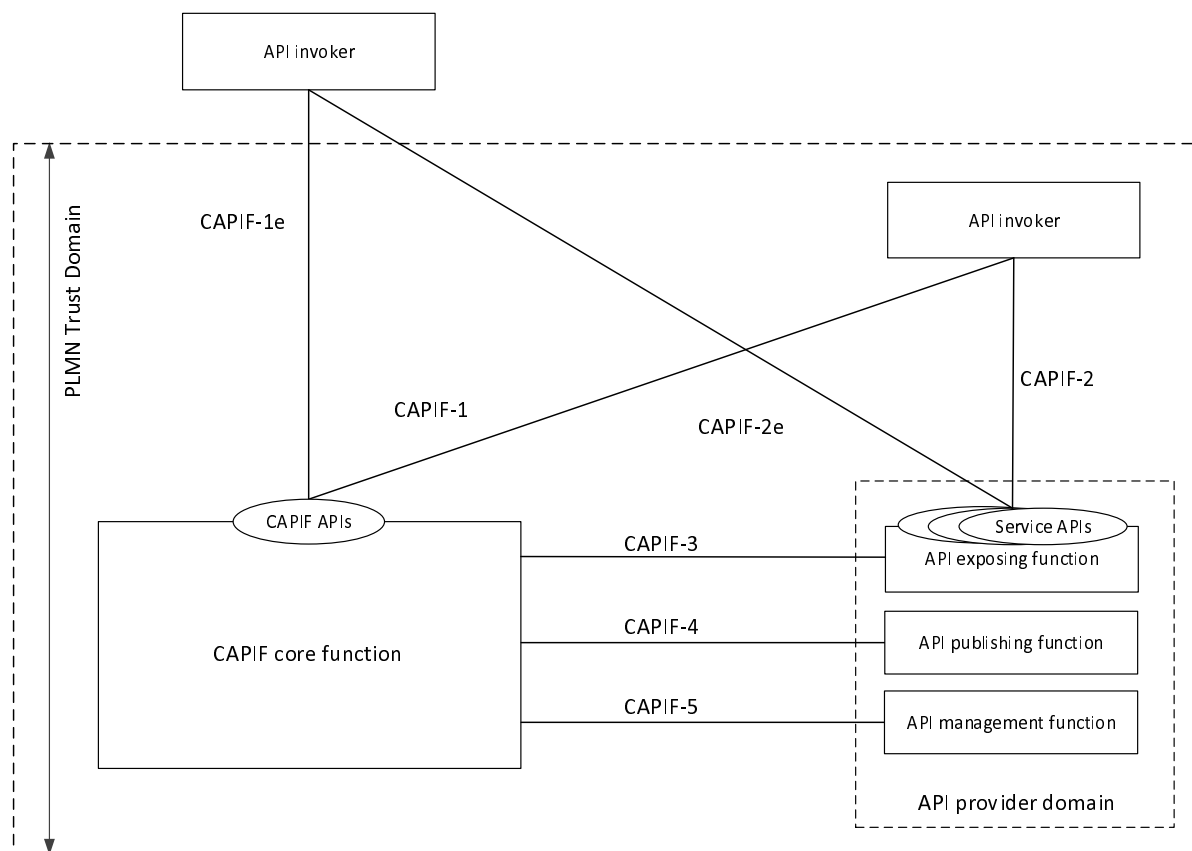 API invoker
PLMN Trust Domain
CAPIF-1e
API invoker
CAPIF-2
CAPIF-1
CAPIF-2e
CAPIF APIs
Service APIs
API exposing function
CAPIF-3
CAPIF core function
CAPIF-4
API publishing function
CAPIF-5
API management function
API provider domain